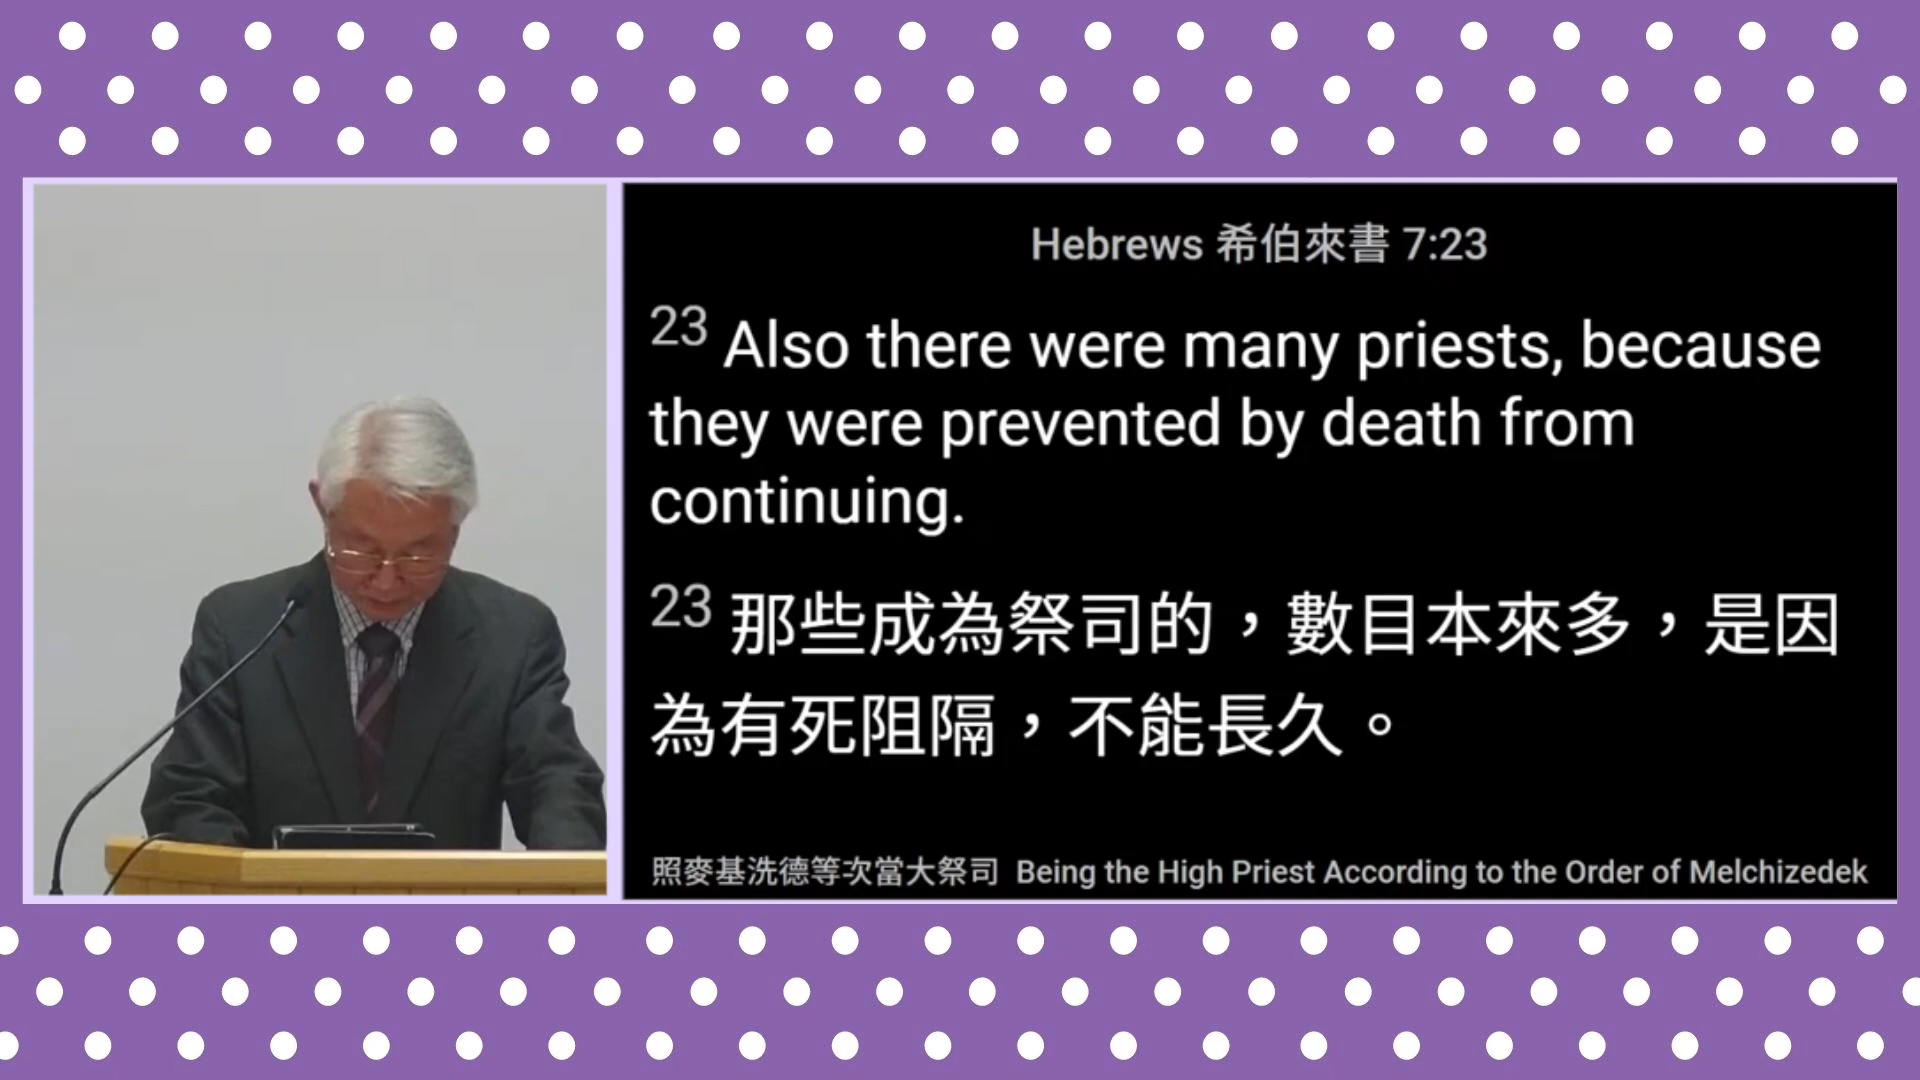 Hebrews 希伯來書 7:23
23 Also there were many priests, because
they were prevented by death from
continuing.
23 那些成為祭司的，數目本來多，是因
為有死阻隔，不能長久。
照麥基洗德等次當大祭司 Being the High Priest According to the Order of Melchizedek